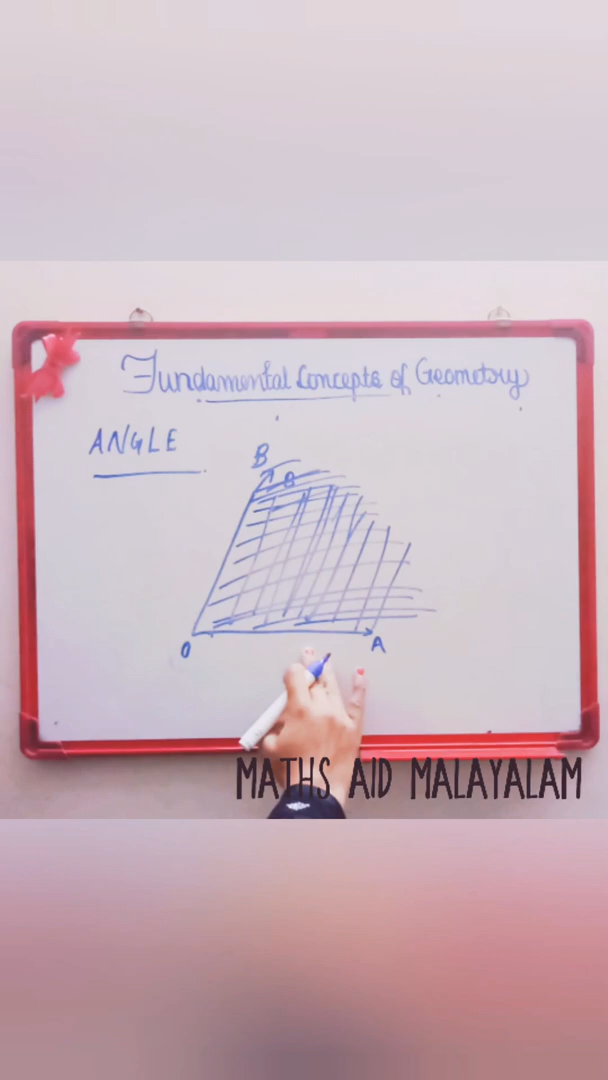 Fundamental Concepts of Geometry
ANGLE
B
O
A
MATHS AID MALAYALAM